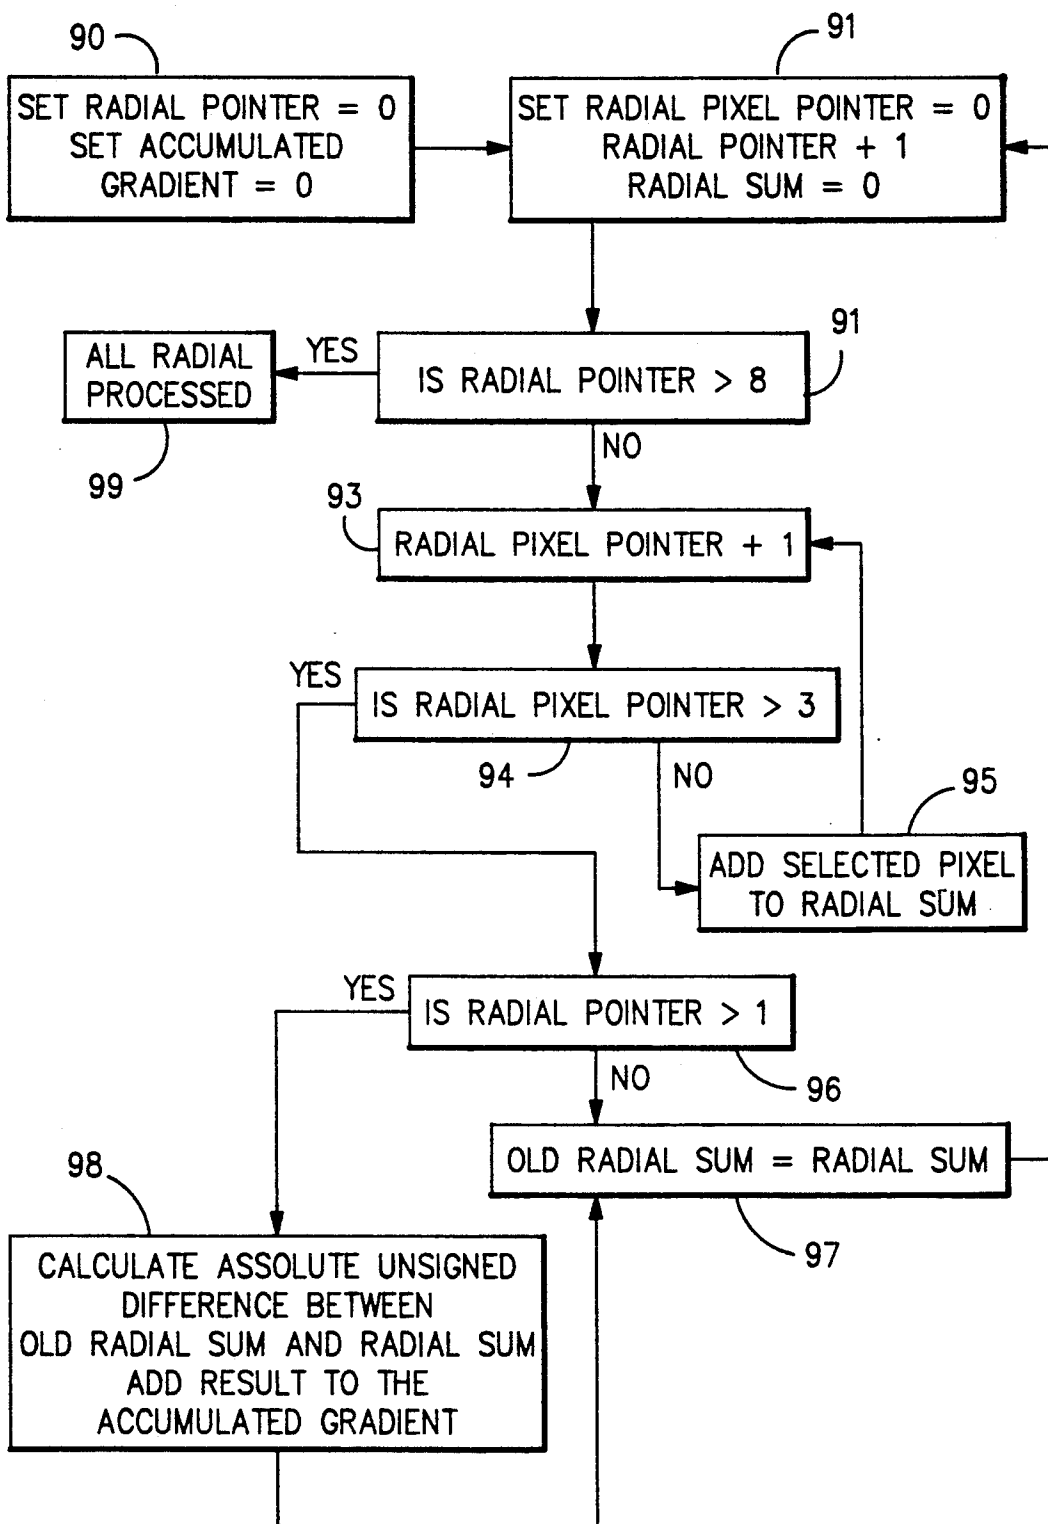 90
SET RADIAL POINTER = 0
SET ACCUMULATED
GRADIENT = 0
91
SET RADIAL PIXEL POINTER = 0
RADIAL POINTER + 1
RADIAL SUM = 0
91
IS RADIAL POINTER > 8
YES
ALL RADIAL
PROCESSED
99
NO
93
RADIAL PIXEL POINTER + 1
YES
IS RADIAL PIXEL POINTER > 3
94
NO
95
ADD SELECTED PIXEL
TO RADIAL SUM
YES
IS RADIAL POINTER > 1
96
NO
OLD RADIAL SUM = RADIAL SUM
97
98
CALCULATE ASSOLUTE UNSIGNED
DIFFERENCE BETWEEN
OLD RADIAL SUM AND RADIAL SUM
ADD RESULT TO THE
ACCUMULATED GRADIENT